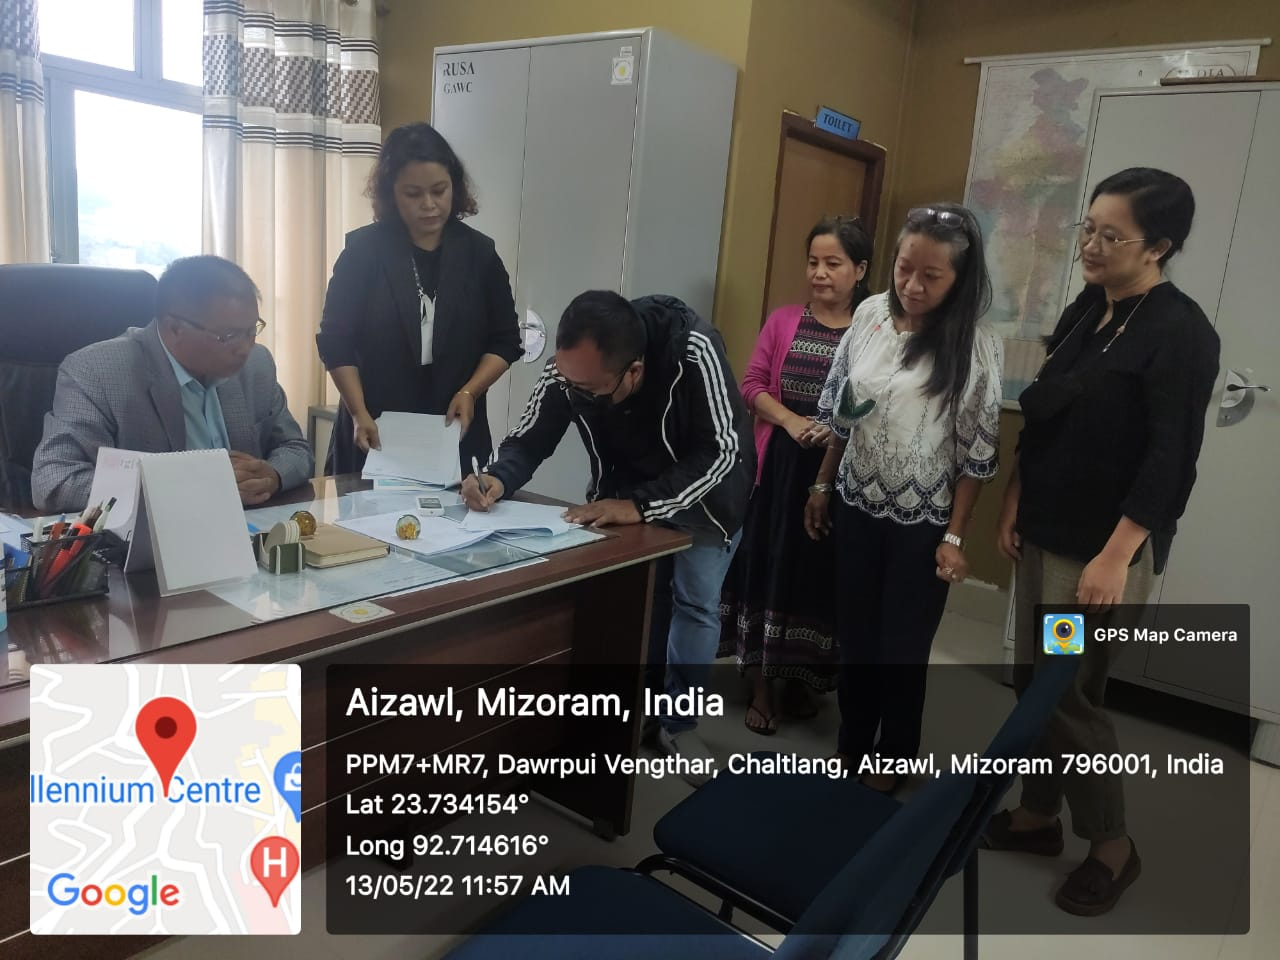 RUSA
GAWC
TOILET
INDIA
GPS Map Camera
llennium Centre
H
Google
Aizawl, Mizoram, India
PPM7+MR7, Dawrpui Vengthar, Chaltlang, Aizawl, Mizoram 796001, India
Lat 23.734154°
Long 92.714616°
13/05/22 11:57 AM